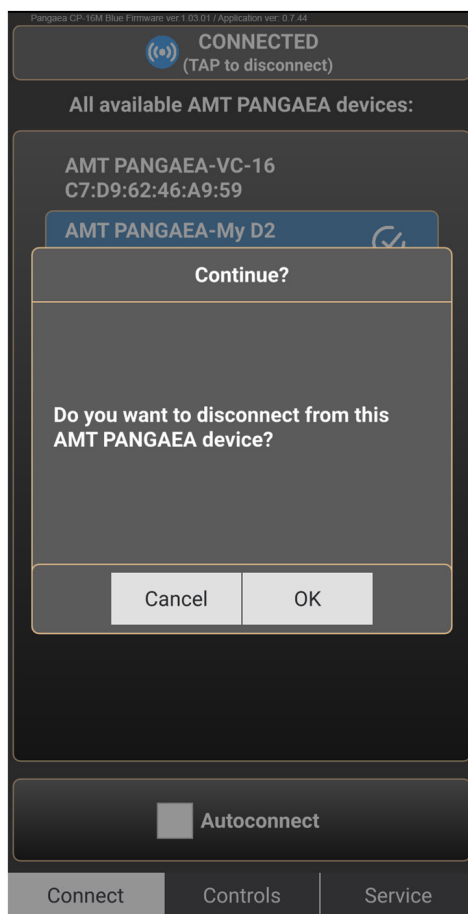 Pangaea CP-16M Blue Firmware ver.1.03.01 / Application ver: 0.7.44
CONNECTED
(TAP to disconnect)
All available AMT PANGAEA devices:
AMT PANGAEA-VC-16
C7:D9:62:46:A9:59
AMT PANGAEA-My D2
Continue?
Do you want to disconnect from this
AMT PANGAEA device?
Cancel OK
Autoconnect
Connect Controls Service